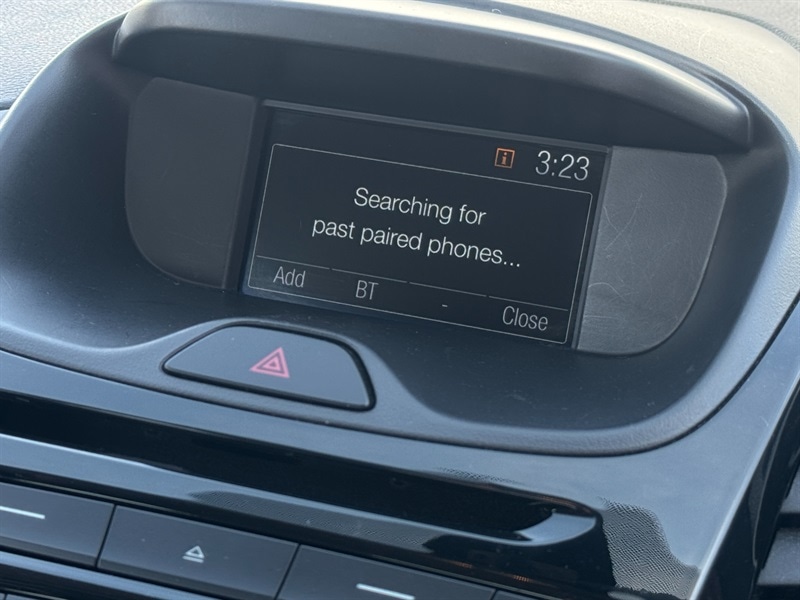 3:23
Searching for
past paired phones...
Add BT - Close